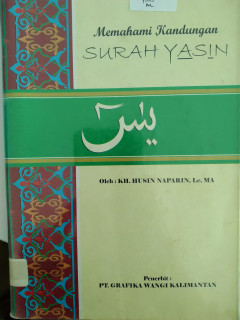 Memahami Kandungan
SURAH YASIN
يس
Oleh : KH. HUSIN NAPARIN, Lc, MA
Penerbit :
PT. GRAFIKA WANGI KALIMANTAN